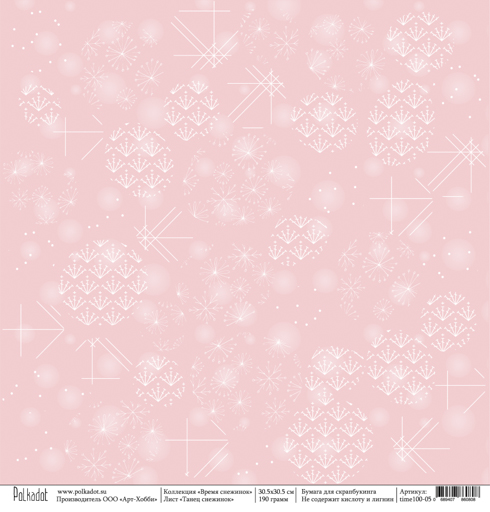 Polkadot
www.polkadot.su
Производитель ООО «Арт-Хобби»
Коллекция «Время снежинок»
Лист «Танец снежинок»
30.5x30.5 см
190 грамм
Бумага для скрапбукинга
Не содержит кислоту и лигнин
Артикул:
time100-05